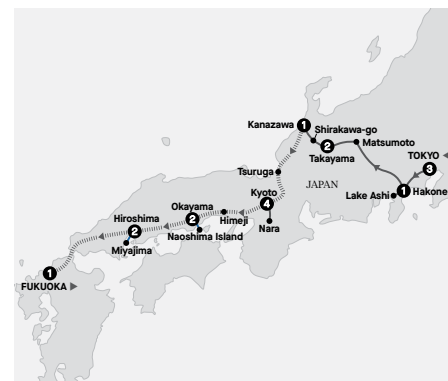 Kanazawa
1
Shirakawa-go
2
Takayama
Matsumoto
TOKYO
3
Tsuruga
JAPAN
Lake Ashi
1
Hakone
Kyoto
4
Nara
Okayama
2
Himeji
Naoshima Island
Hiroshima
2
Miyajima
1
FUKUOKA